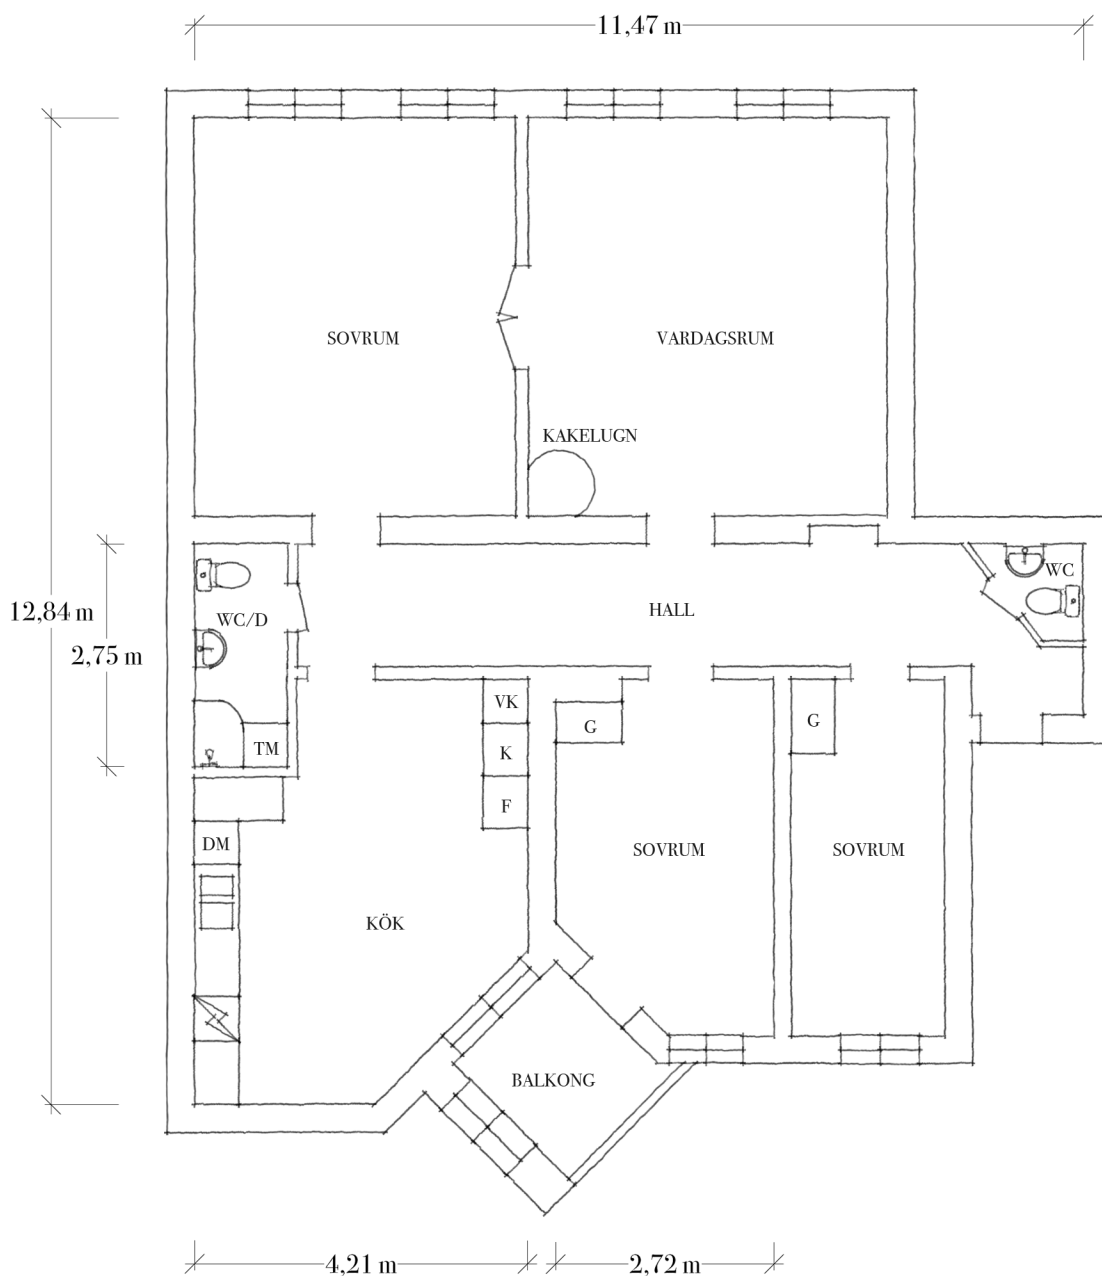 11,47 m
SOVRUM
VARDAGSRUM
KAKELUGN
WC
WC/D
HALL
12,84 m
2,75 m
VK
G
G
TM
K
F
DM
SOVRUM
SOVRUM
KÖK
BALKONG
4,21 m
2,72 m